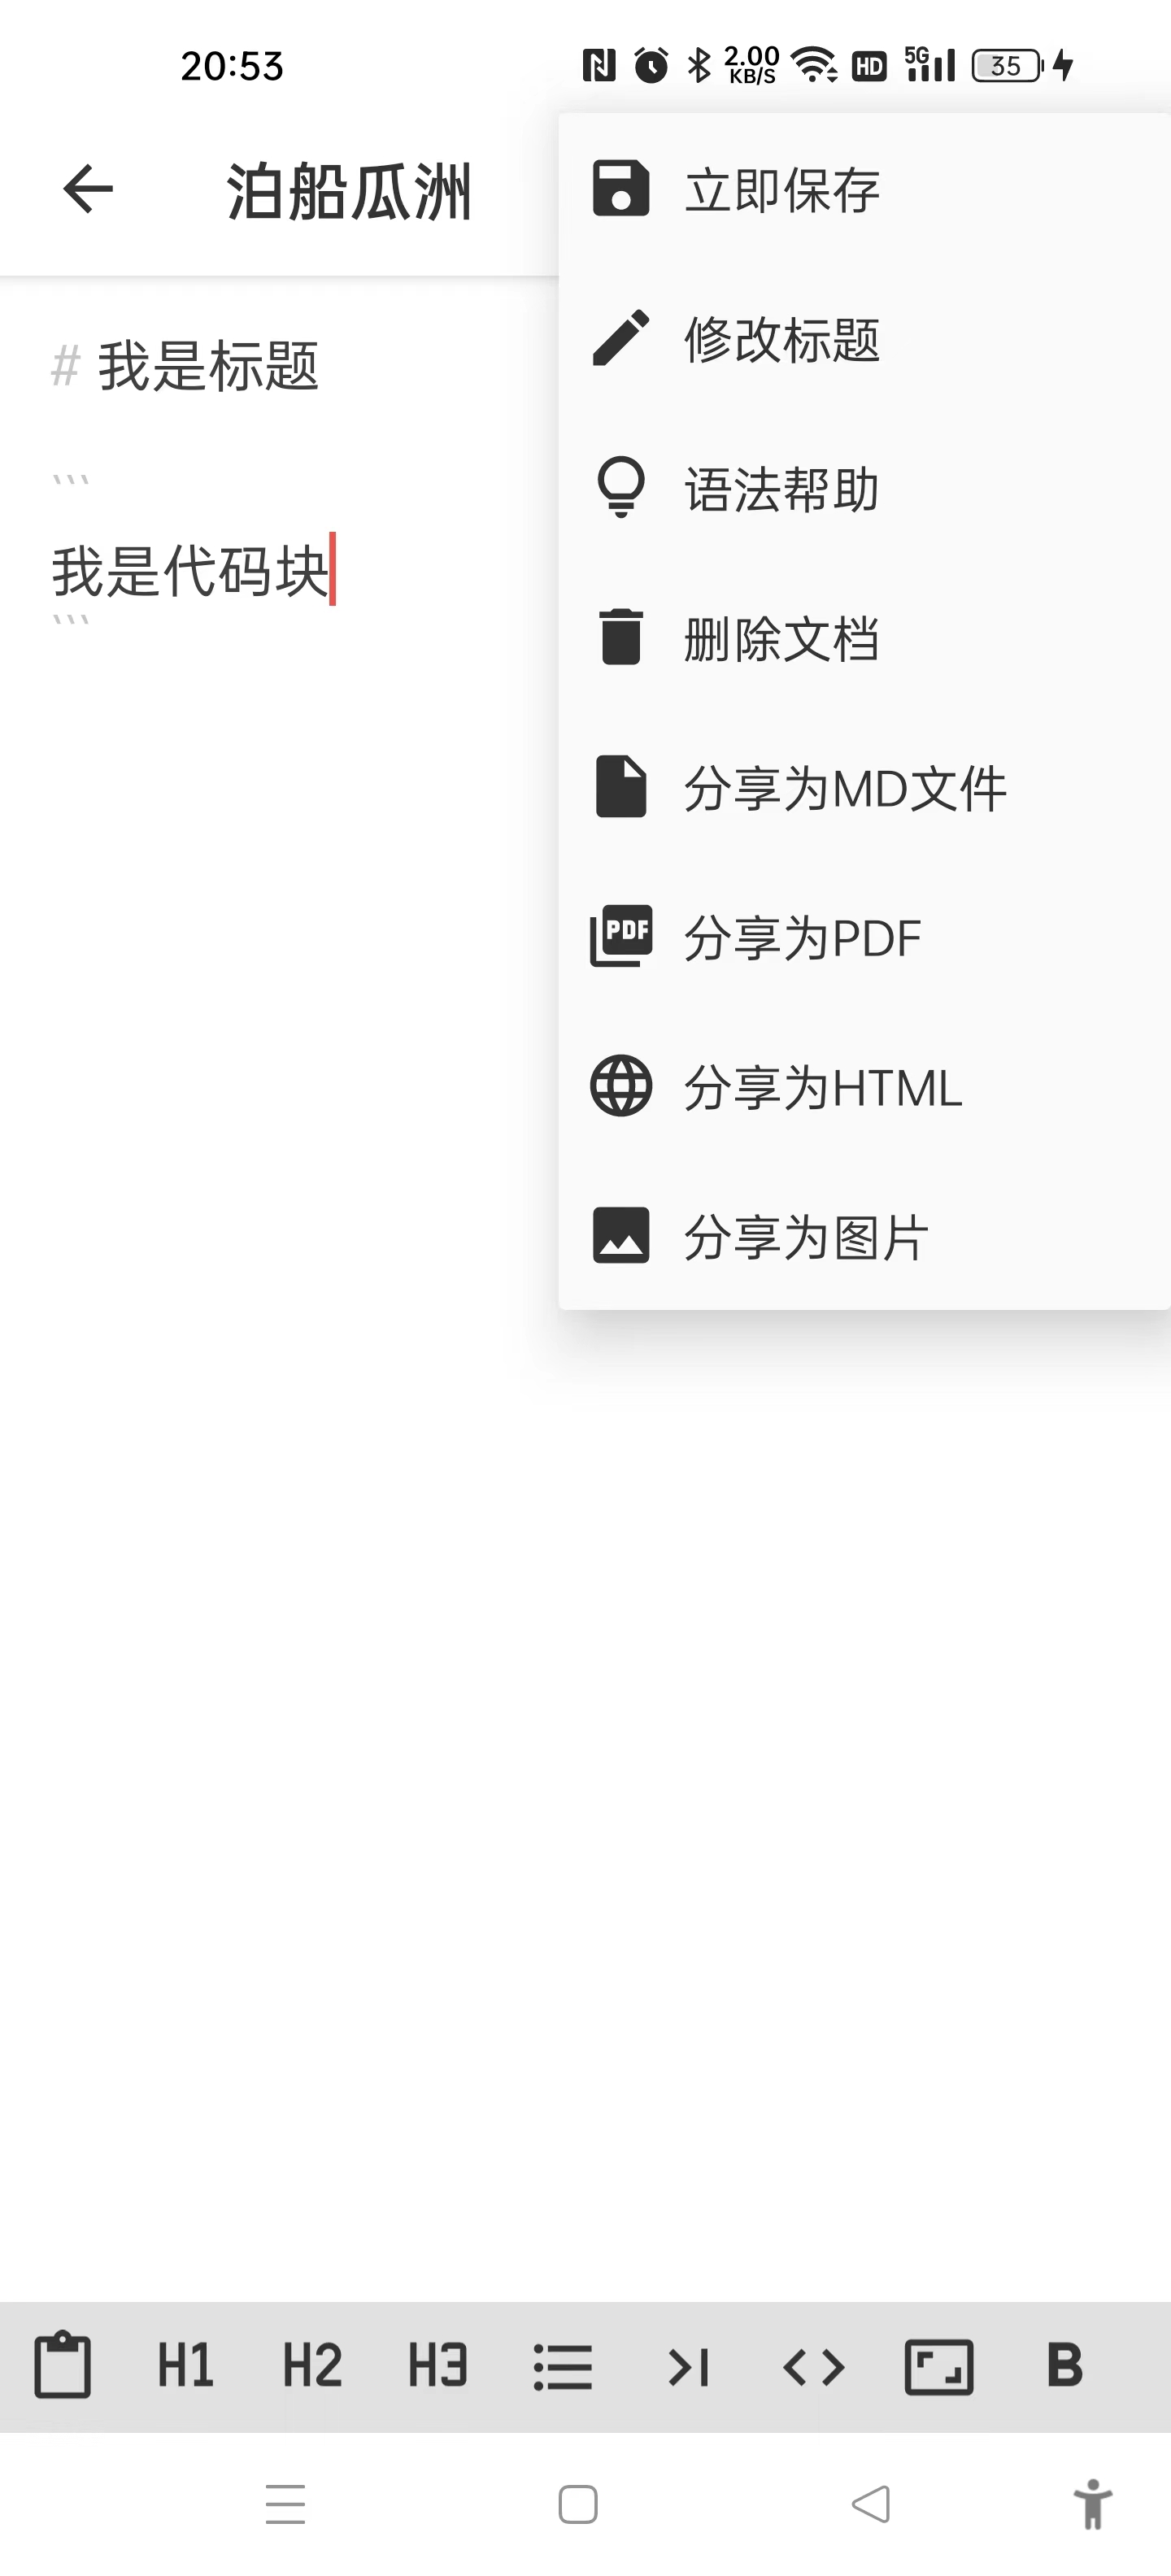 20:53
2.00
KB/S
HD
5G
35
泊船瓜洲
立即保存
修改标题
语法帮助
删除文档
分享为MD文件
PDF
分享为PDF
分享为HTML
分享为图片
# 我是标题
```
我是代码块
```
H1
H2
H3
B